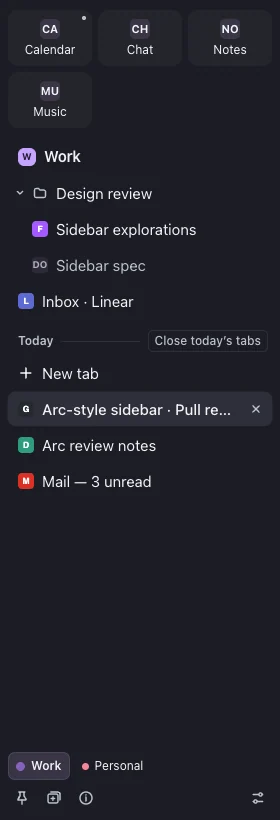 CA
Calendar
CH
Chat
NO
Notes
MU
Music
W Work
Design review
F Sidebar explorations
DO Sidebar spec
L Inbox · Linear
Today Close today's tabs
New tab
G Arc-style sidebar · Pull re...
D Arc review notes
M Mail — 3 unread
Work Personal